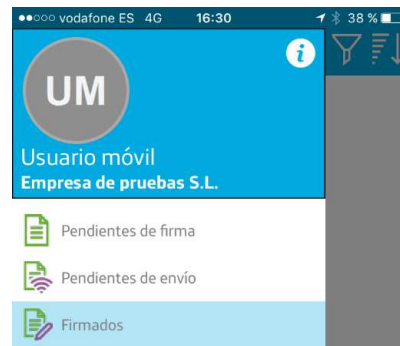 vodafone ES 4G 16:30 38 %
i
UM
Usuario móvil
Empresa de pruebas S.L.
Pendientes de firma
Pendientes de envío
Firmados